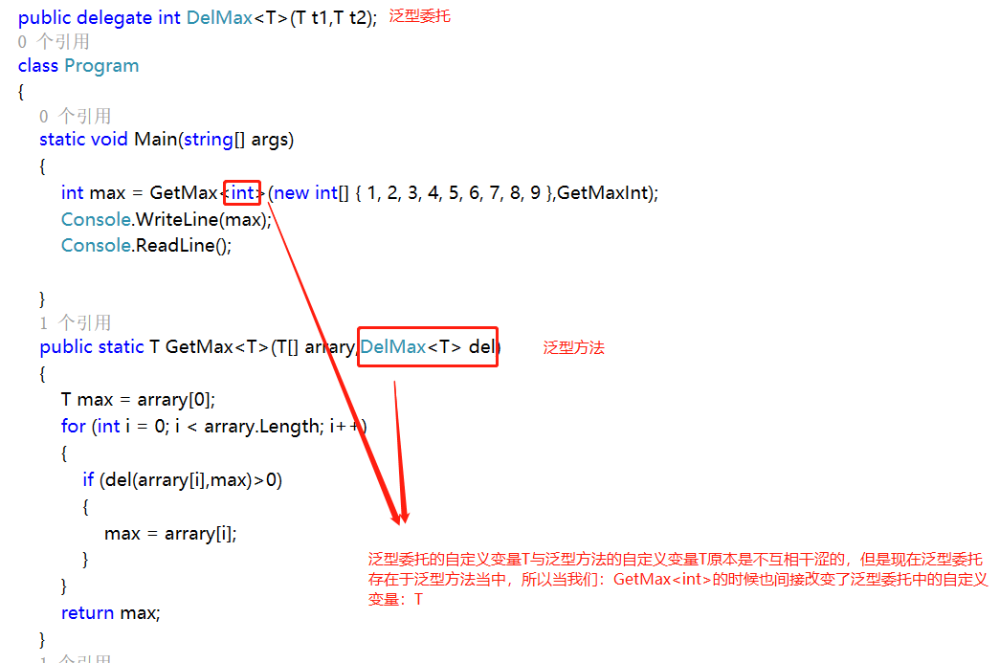 public delegate int DelMax<T>(T t1,T t2); 泛型委托
0 个引用
class Program
{
0 个引用
static void Main(string[] args)
{
int max = GetMax<int>(new int[] { 1, 2, 3, 4, 5, 6, 7, 8, 9 },GetMaxInt);
Console.WriteLine(max);
Console.ReadLine();
}
1 个引用
public static T GetMax<T>(T[] arrary,DelMax<T> del) 泛型方法
{
T max = arrary[0];
for (int i = 0; i < arrary.Length; i++)
{
if (del(arrary[i],max)>0)
{
max = arrary[i];
}
}
return max;
}
泛型委托的自定义变量T与泛型方法的自定义变量T原本是不互相干涩的，但是现在泛型委托
存在于泛型方法当中，所以当我们：GetMax<int>的时候也间接改变了泛型委托中的自定义
变量：T
1 个引用